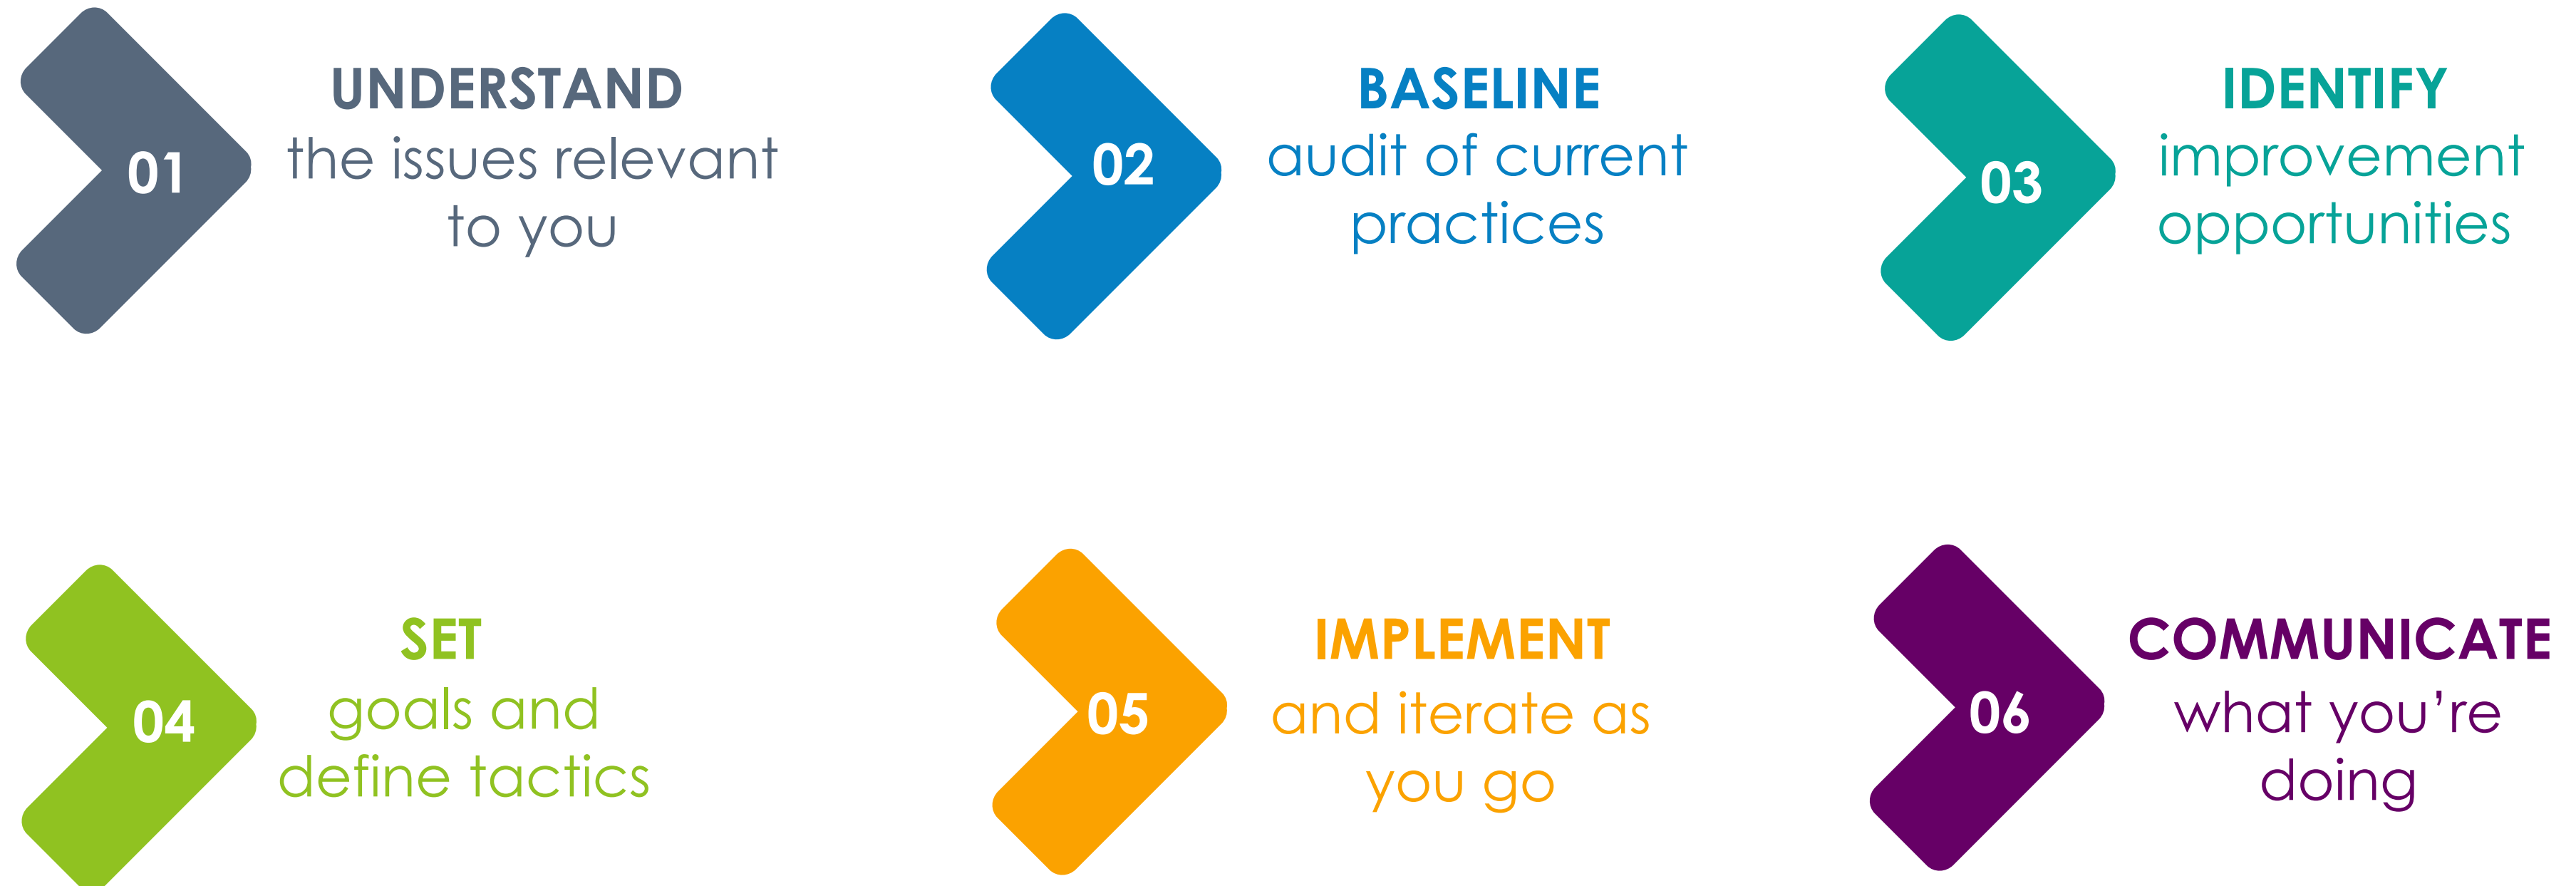 01
UNDERSTAND
the issues relevant
to you
02
BASELINE
audit of current
practices
03
IDENTIFY
improvement
opportunities
04
SET
goals and
define tactics
05
IMPLEMENT
and iterate as
you go
06
COMMUNICATE
what you’re
doing